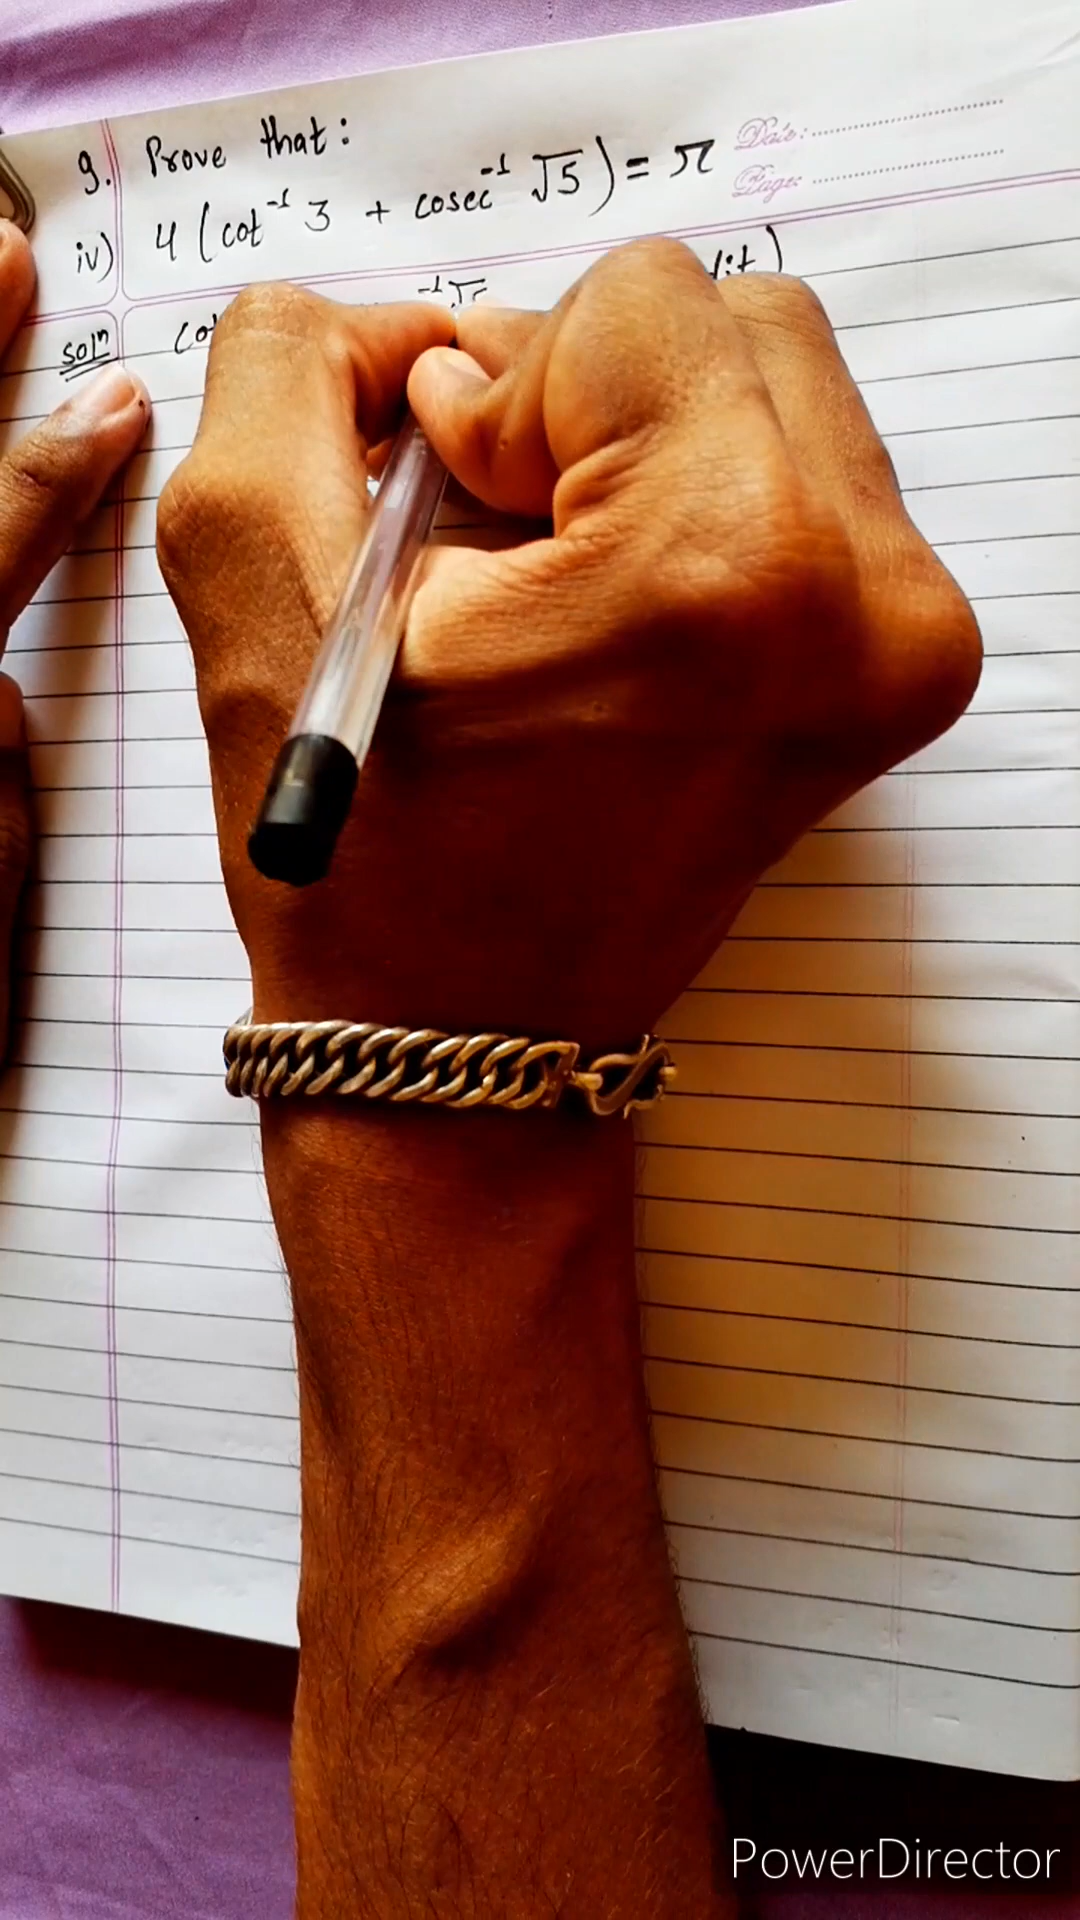 9. Prove that:
Date:
iv) 4 (cot⁻¹ 3 + cosec⁻¹ √5) = π
Page:
solⁿ
PowerDirector